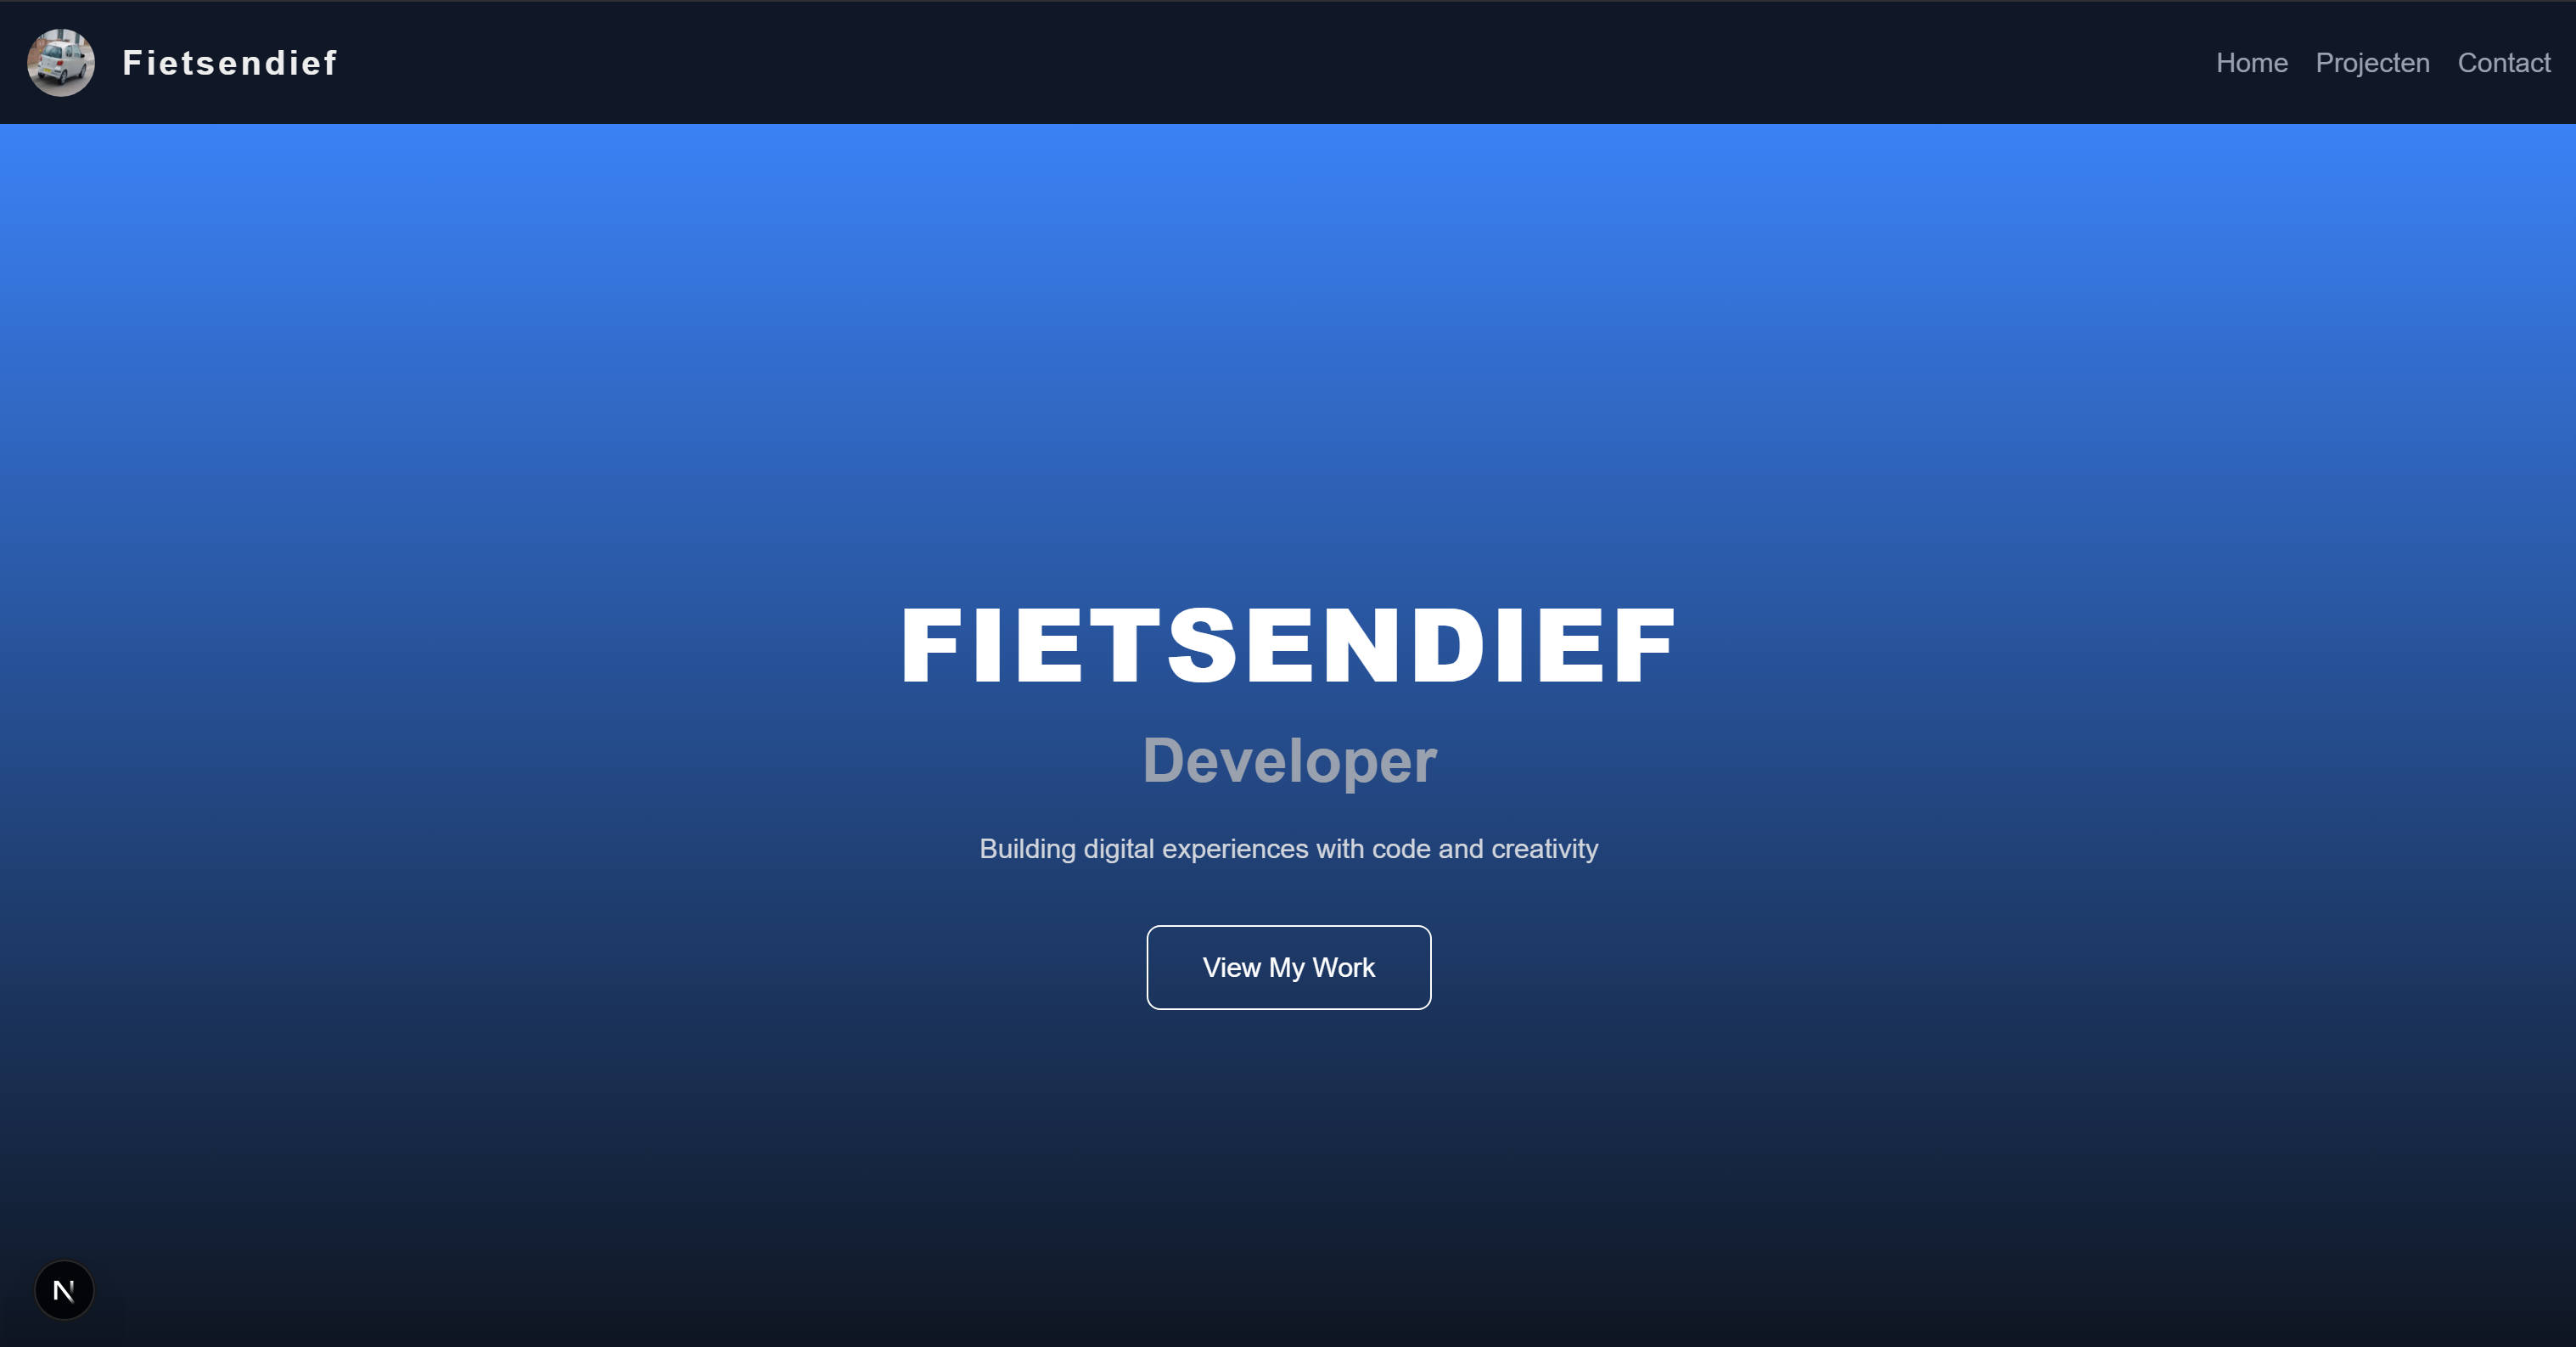 Fietsendief
Home Projecten Contact
FIETSENDIEF
Developer
Building digital experiences with code and creativity
View My Work
N